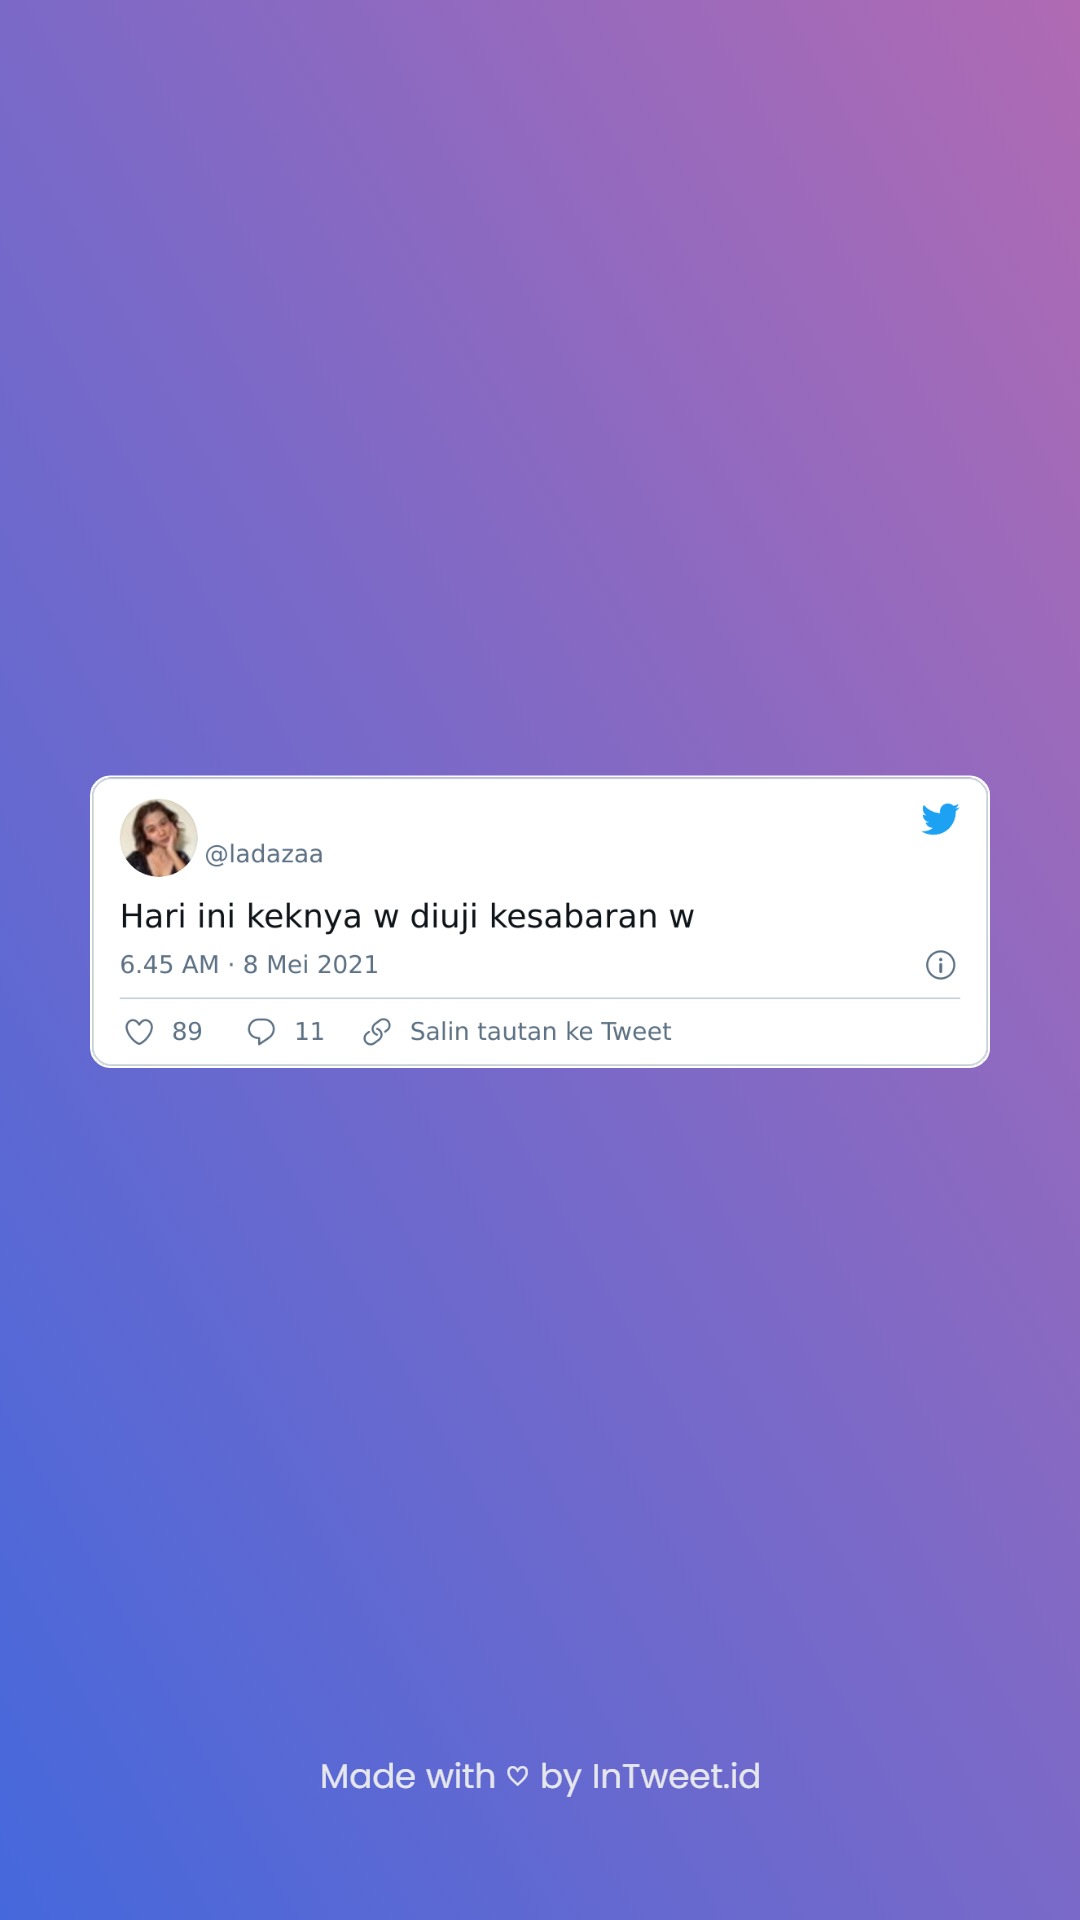 @ladazaa
Hari ini keknya w diuji kesabaran w
6.45 AM · 8 Mei 2021
89 11 Salin tautan ke Tweet
Made with ♡ by InTweet.id